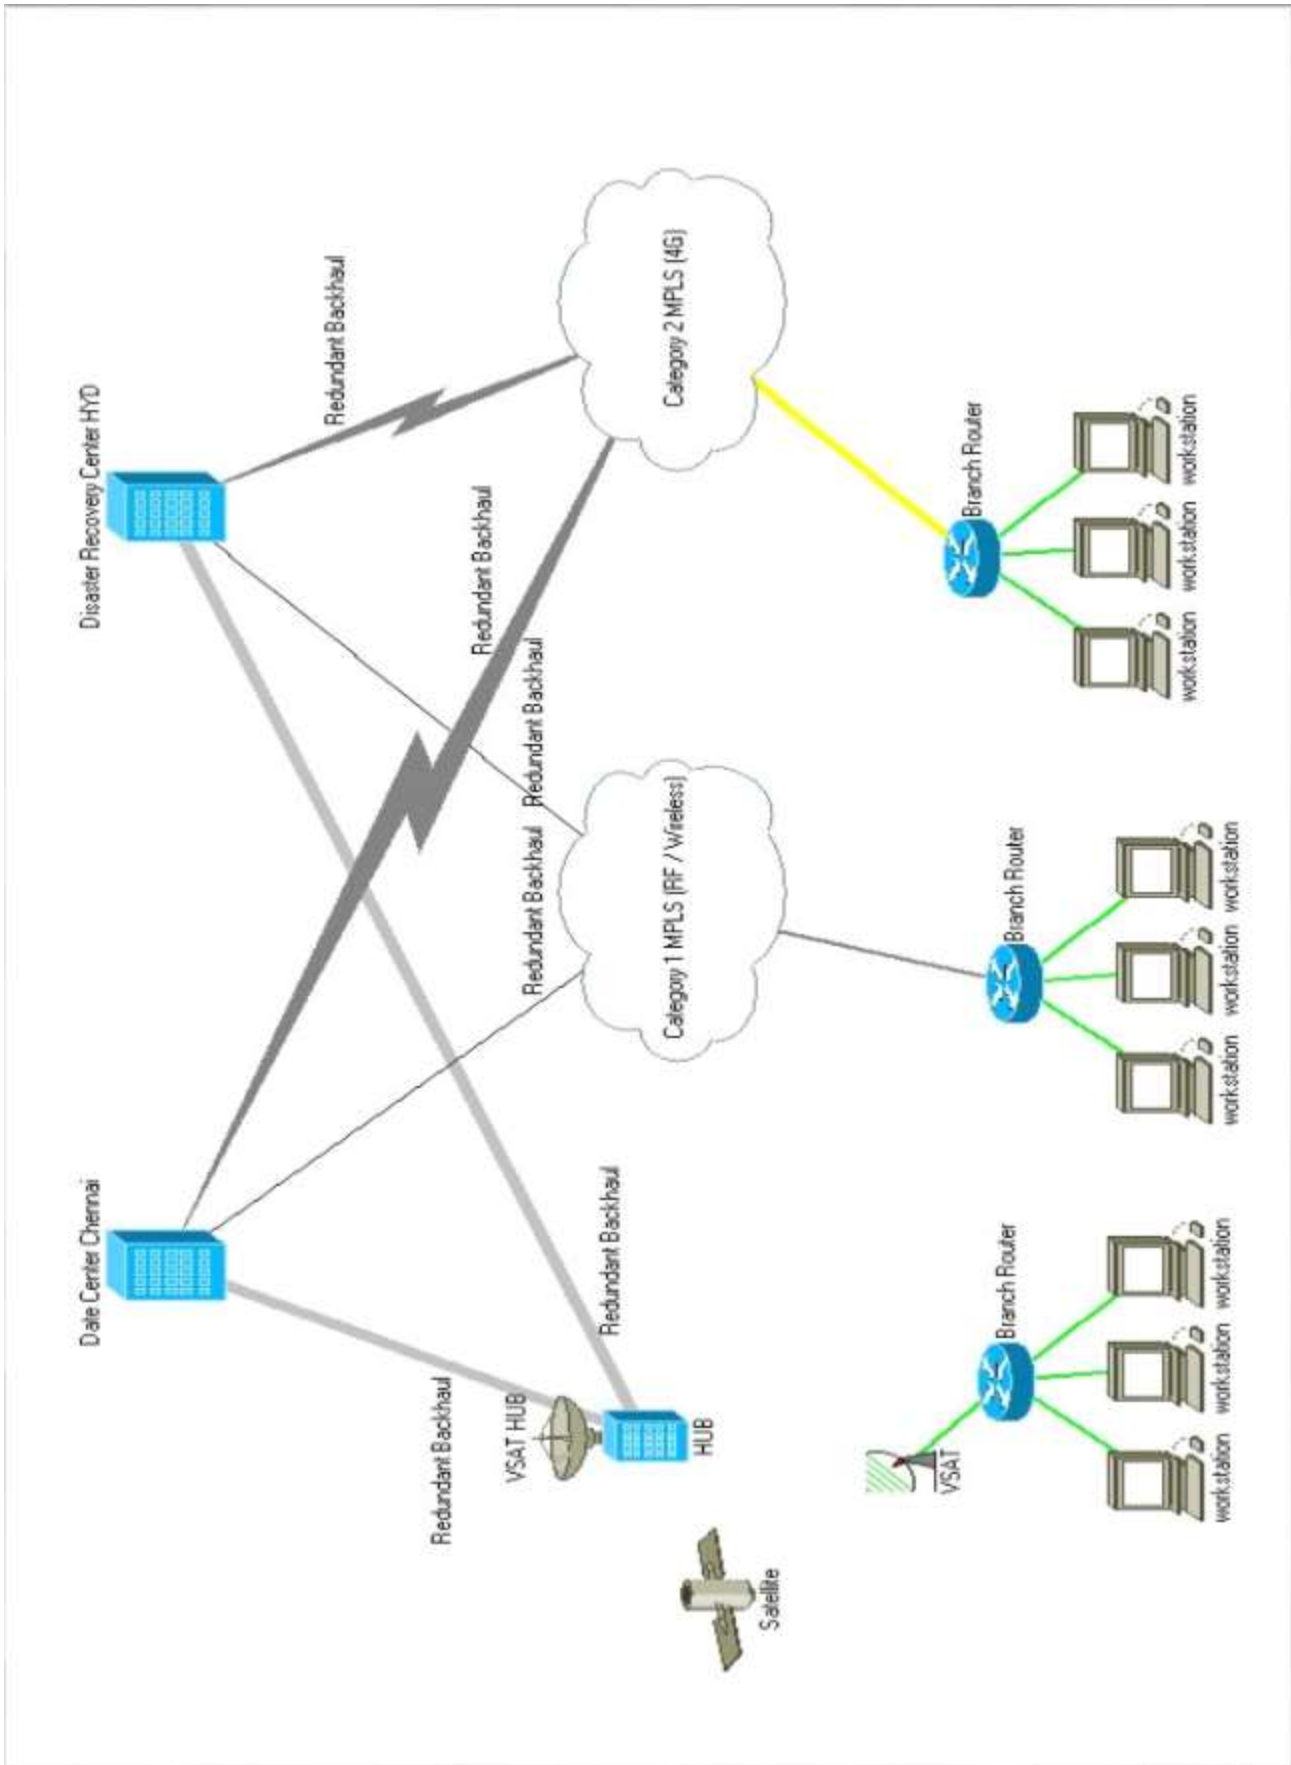 Date Center Chennai
Disaster Recovery Center HYD
Redundant Backhaul
Redundant Backhaul
Redundant Backhaul
VSAT HUB
Redundant Backhaul
Redundant Backhaul
Redundant Backhaul
HUB
Satellite
Category 1 MPLS (RF / Wireless)
Category 2 MPLS (4G)
VSAT
Branch Router
Branch Router
Branch Router
workstation
workstation
workstation
workstation
workstation
workstation
workstation
workstation
workstation